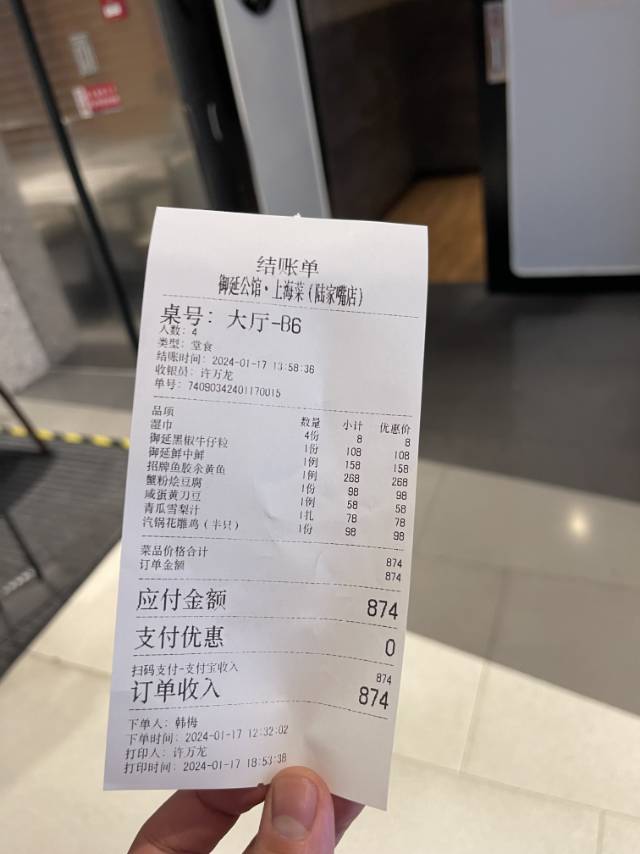 结账单
御延公馆·上海菜(陆家嘴店)
桌号: 大厅-B6
人数: 4
类型: 堂食
结账时间: 2024-01-17 13:58:36
收银员: 许万龙
单号: 74090342401170015
品项 数量 小计 优惠价
湿巾 4份 8 8
御延黑椒牛仔粒 1份 108 108
御延鲜中鲜 1例 158 158
招牌鱼胶汆黄鱼 1例 268 268
蟹粉烩豆腐 1份 98 98
咸蛋黄刀豆 1例 58 58
青瓜雪梨汁 1扎 78 78
汽锅花雕鸡(半只) 1份 98 98
菜品价格合计 874
订单金额 874
应付金额 874
支付优惠 0
扫码支付-支付宝收入 874
订单收入 874
下单人: 韩梅
下单时间: 2024-01-17 12:32:02
打印人: 许万龙
打印时间: 2024-01-17 18:53:38